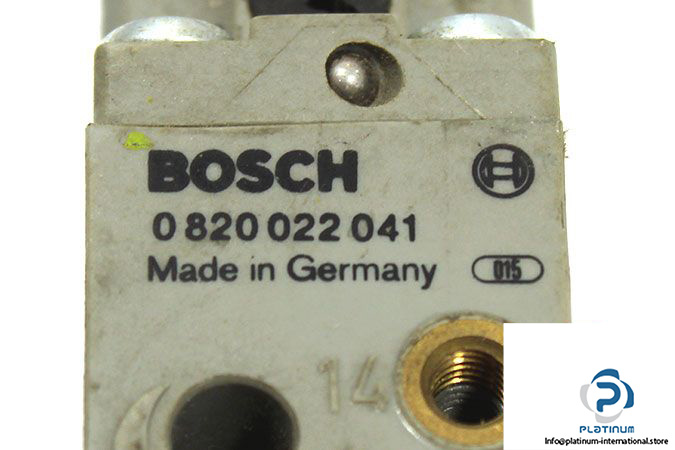 BOSCH
0 820 022 041
Made in Germany 015
14
PLATINUM
Info@platinum-international.store